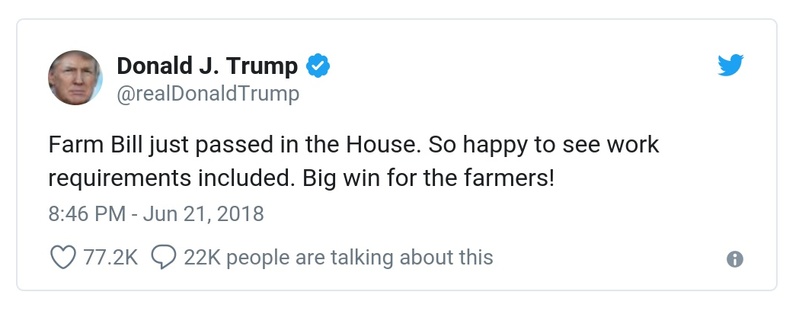 Donald J. Trump
@realDonaldTrump
Farm Bill just passed in the House. So happy to see work
requirements included. Big win for the farmers!
8:46 PM - Jun 21, 2018
77.2K 22K people are talking about this